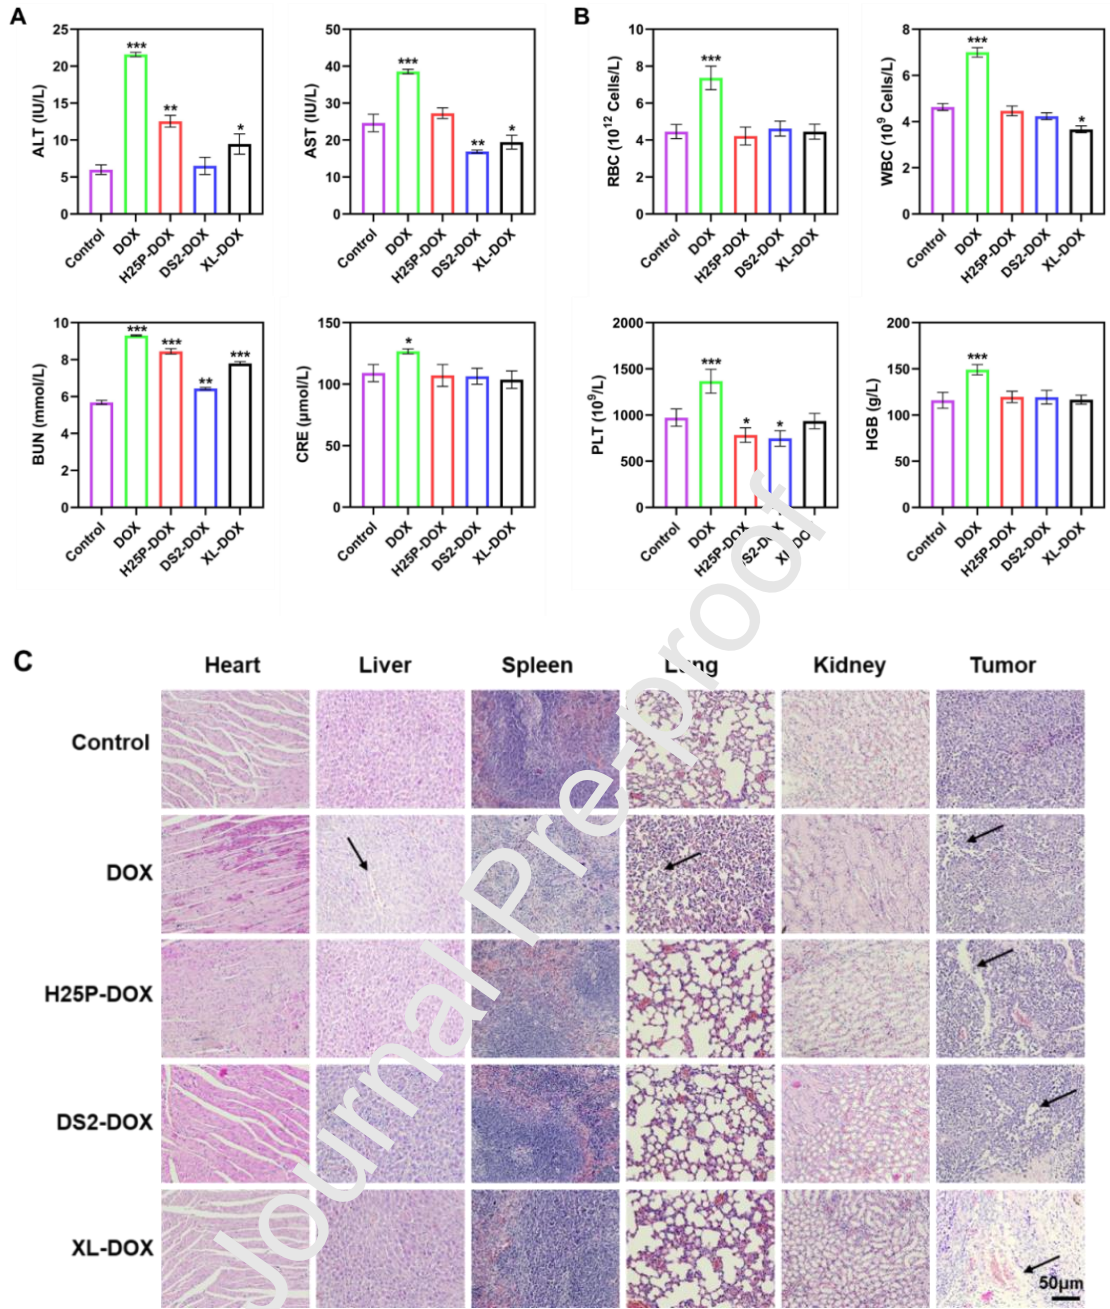 A
B
25
20
15
10
5
0
ALT (IU/L)
***
**
*
Control
DOX
H25P-DOX
DS2-DOX
XL-DOX
50
40
30
20
10
0
AST (IU/L)
***
**
*
Control
DOX
H25P-DOX
DS2-DOX
XL-DOX
10
8
6
4
2
0
RBC (10¹² Cells/L)
***
Control
DOX
H25P-DOX
DS2-DOX
XL-DOX
8
6
4
2
0
WBC (10⁹ Cells/L)
***
*
Control
DOX
H25P-DOX
DS2-DOX
XL-DOX
10
8
6
4
2
0
BUN (mmol/L)
***
***
**
***
Control
DOX
H25P-DOX
DS2-DOX
XL-DOX
150
100
50
0
CRE (μmol/L)
*
Control
DOX
H25P-DOX
DS2-DOX
XL-DOX
2000
1500
1000
500
0
PLT (10⁹/L)
***
*
*
Control
DOX
H25P-DOX
200
150
100
50
0
HGB (g/L)
***
Control
DOX
H25P-DOX
DS2-DOX
XL-DOX
C
Heart Liver Spleen Lung Kidney Tumor
Control
DOX
H25P-DOX
DS2-DOX
XL-DOX
50μm
Journal Pre-proof